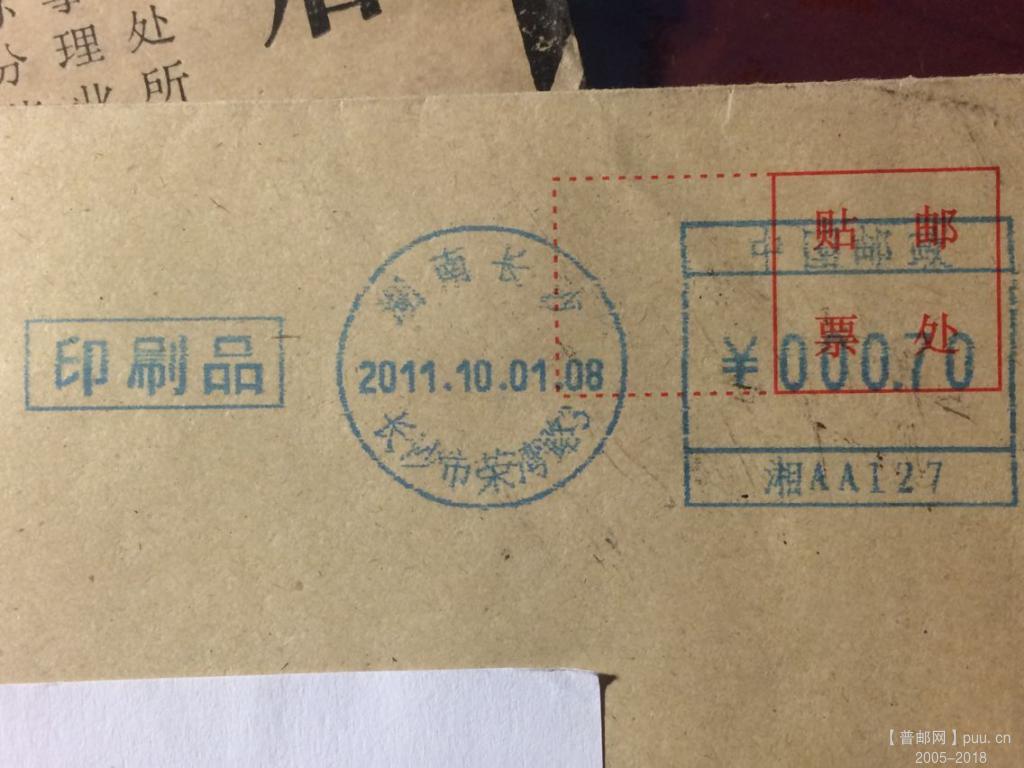 处
理
所
分
业
印刷品
湖南长沙
2011.10.01.08
长沙市荣湾路
中国邮政
¥000.70
湘AA127
贴 邮
票 处
【普邮网】puu.cn
2005-2018